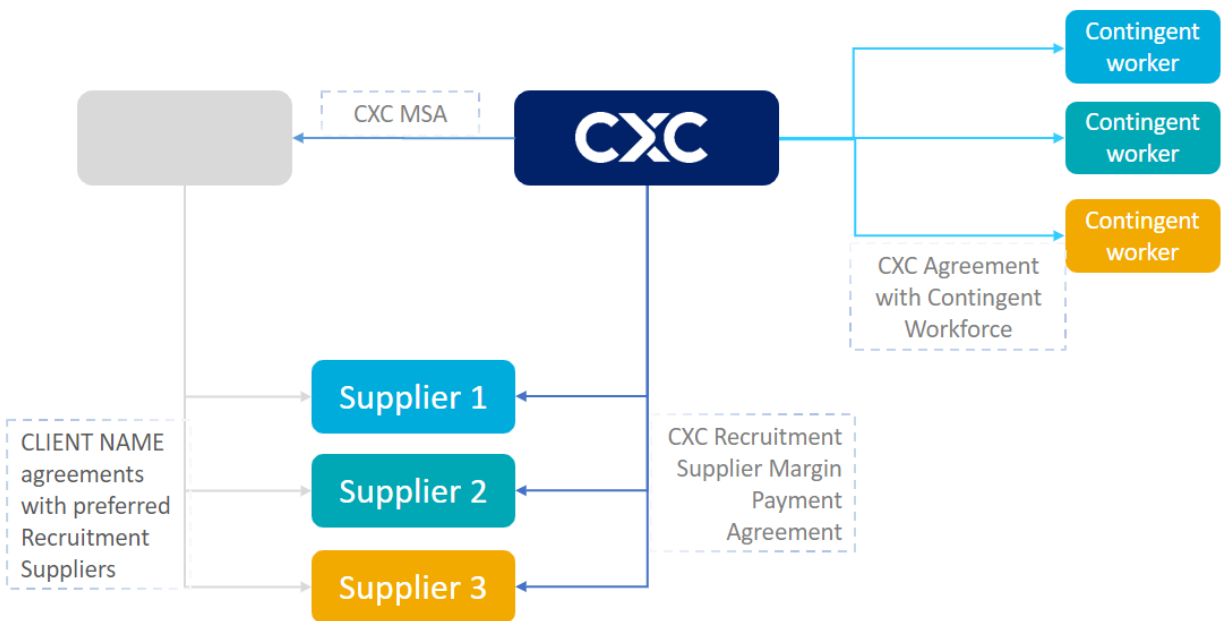 Contingent
worker
CXC MSA
CXC
Contingent
worker
Contingent
worker
CXC Agreement
with Contingent
Workforce
Supplier 1
CLIENT NAME
agreements
with preferred
Recruitment
Suppliers
CXC Recruitment
Supplier Margin
Payment
Agreement
Supplier 2
Supplier 3